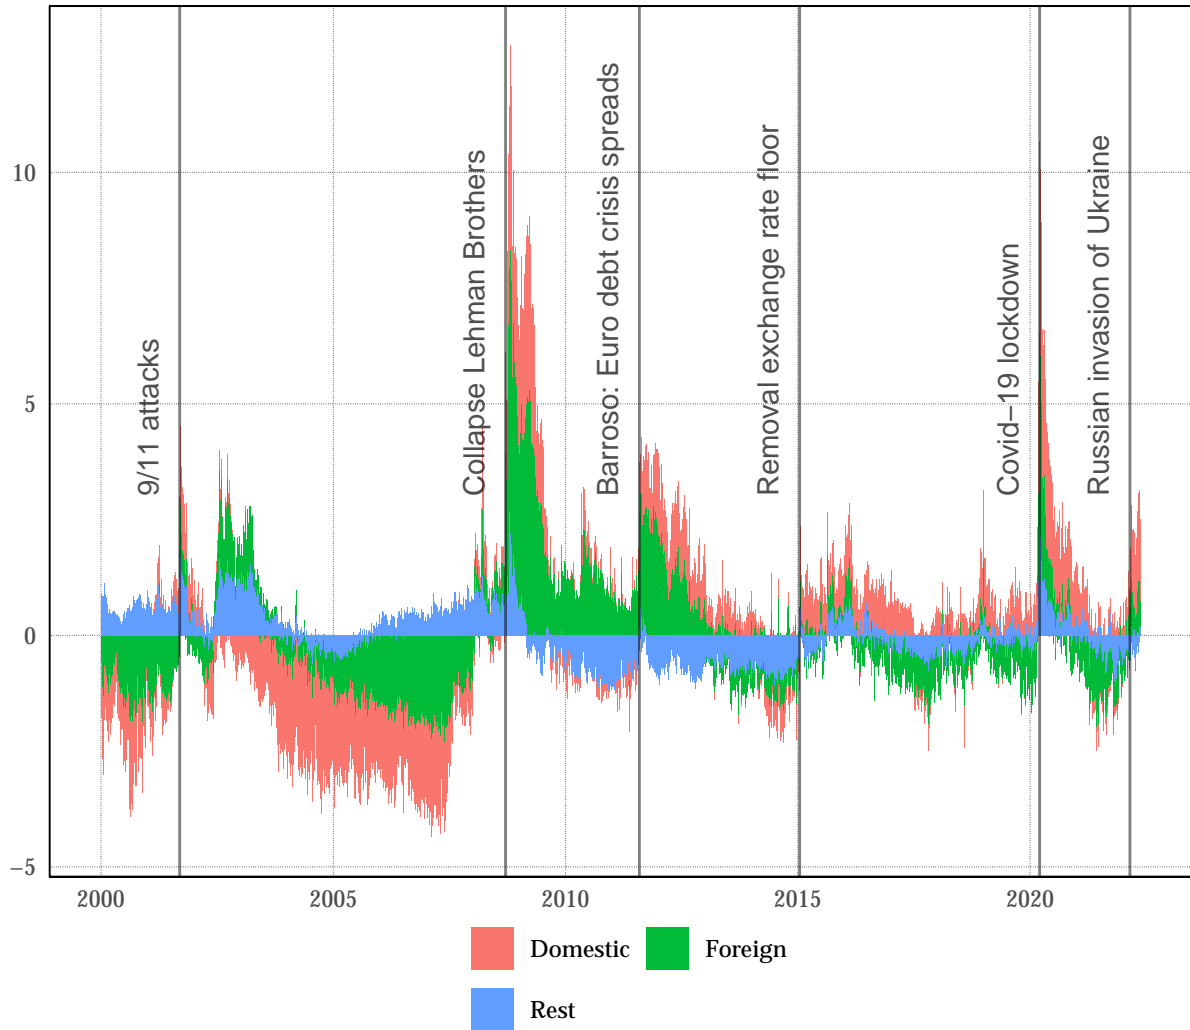 10
5
0
−5
9/11 attacks
Collapse Lehman Brothers
Barroso: Euro debt crisis spreads
Removal exchange rate floor
Covid−19 lockdown
Russian invasion of Ukraine
2000
2005
2010
2015
2020
Domestic
Foreign
Rest